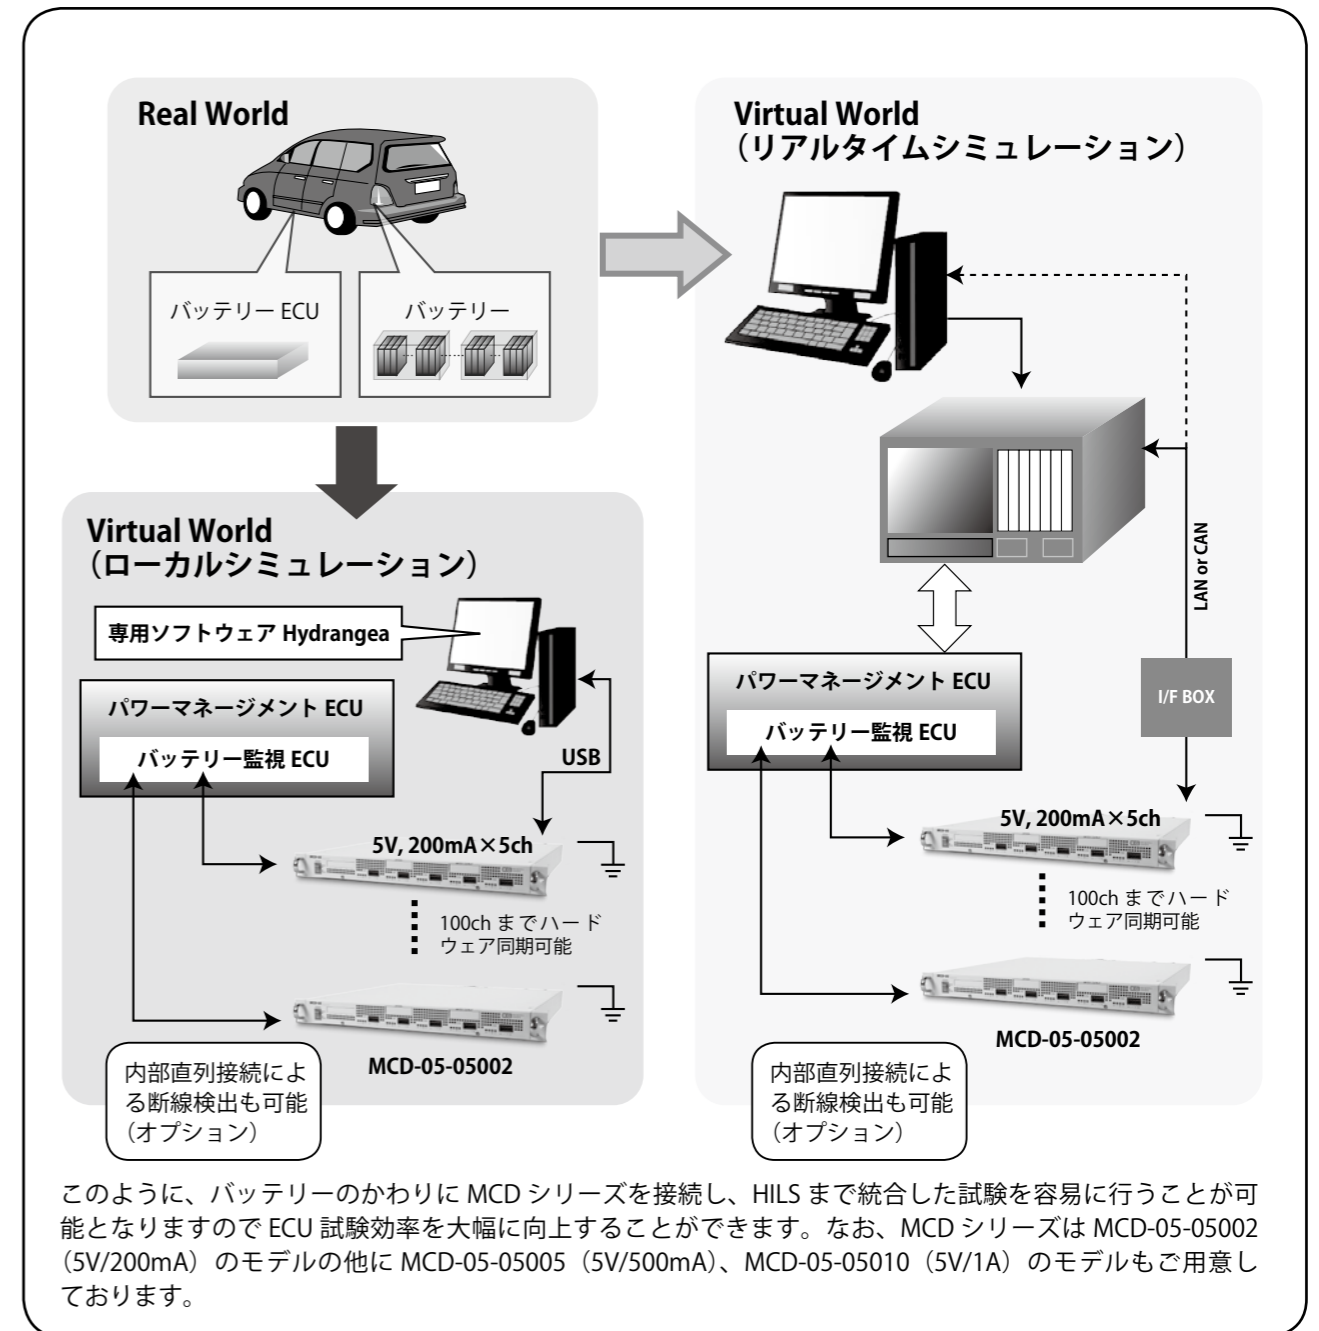 Real World
バッテリー ECU
バッテリー
Virtual World
（リアルタイムシミュレーション）
LAN or CAN
I/F BOX
パワーマネージメント ECU
バッテリー監視 ECU
5V, 200mA×5ch
100ch までハード
ウェア同期可能
MCD-05-05002
内部直列接続によ
る断線検出も可能
（オプション）
Virtual World
（ローカルシミュレーション）
専用ソフトウェア Hydrangea
パワーマネージメント ECU
バッテリー監視 ECU
USB
5V, 200mA×5ch
100ch までハード
ウェア同期可能
MCD-05-05002
内部直列接続によ
る断線検出も可能
（オプション）
このように、バッテリーのかわりに MCD シリーズを接続し、HILS まで統合した試験を容易に行うことが可
能となりますので ECU 試験効率を大幅に向上することができます。なお、MCD シリーズは MCD-05-05002
（5V/200mA）のモデルの他に MCD-05-05005（5V/500mA）、MCD-05-05010（5V/1A）のモデルもご用意し
ております。